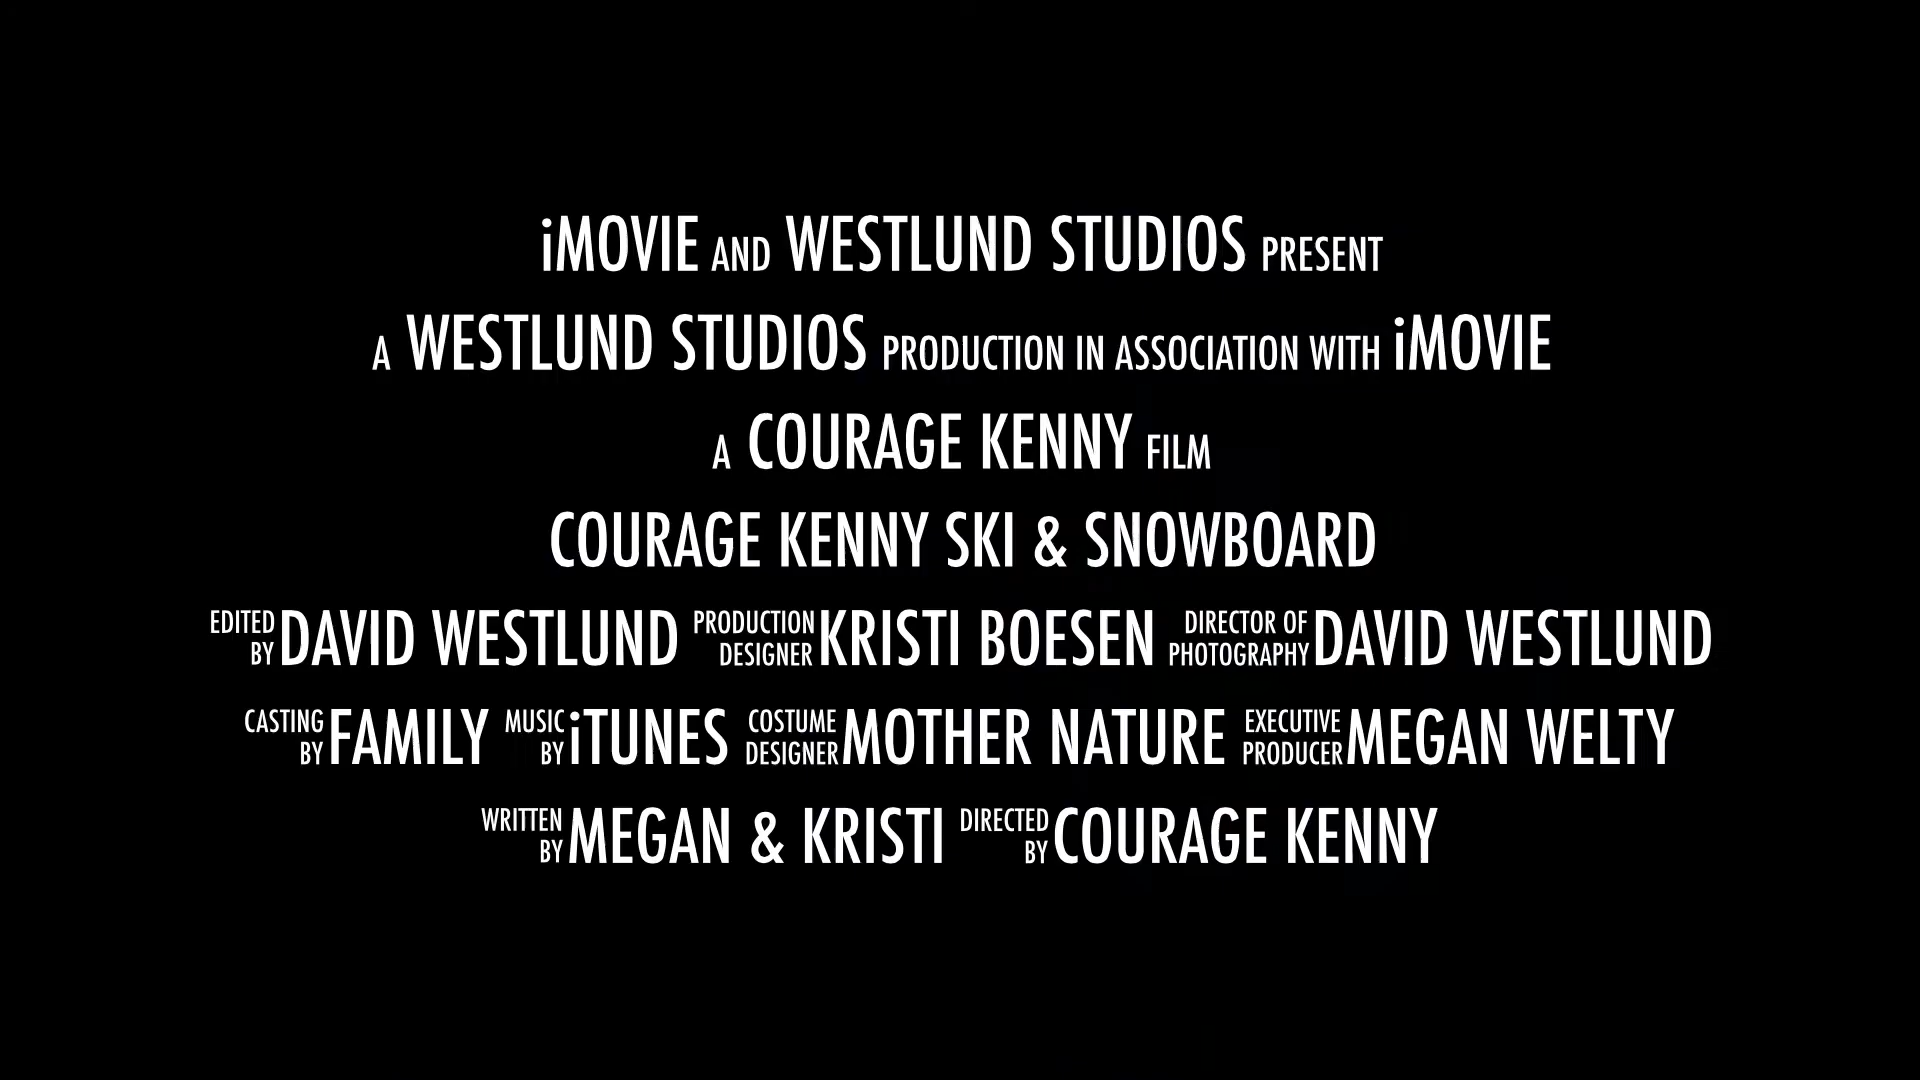 iMOVIE AND WESTLUND STUDIOS PRESENT
A WESTLUND STUDIOS PRODUCTION IN ASSOCIATION WITH iMOVIE
A COURAGE KENNY FILM
COURAGE KENNY SKI & SNOWBOARD
EDITED BY DAVID WESTLUND PRODUCTION DESIGNER KRISTI BOESEN DIRECTOR OF PHOTOGRAPHY DAVID WESTLUND
CASTING BY FAMILY MUSIC BY iTUNES COSTUME DESIGNER MOTHER NATURE EXECUTIVE PRODUCER MEGAN WELTY
WRITTEN BY MEGAN & KRISTI DIRECTED BY COURAGE KENNY